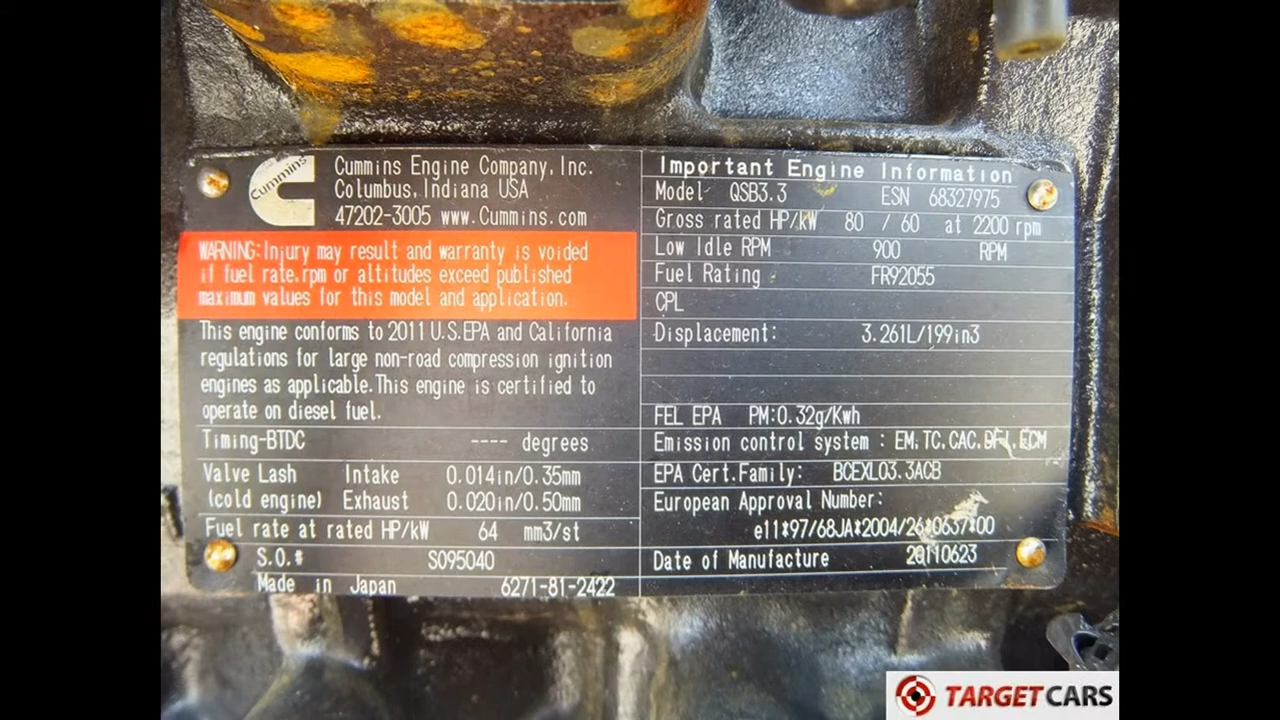 Cummins
Cummins Engine Company, Inc.
Columbus, Indiana USA
47202-3005 www.Cummins.com
WARNING: Injury may result and warranty is voided
if fuel rate.rpm or altitudes exceed published
maximum values for this model and application.
This engine conforms to 2011 U.S.EPA and California
regulations for large non-road compression ignition
engines as applicable. This engine is certified to
operate on diesel fuel.
Timing-BTDC ---- degrees
Valve Lash Intake 0.014in/0.35mm
(cold engine) Exhaust 0.020in/0.50mm
Fuel rate at rated HP/kW 64 mm3/st
S.O.# S095040
Made in Japan 6271-81-2422
Important Engine Information
Model QSB3.3 ESN 68327975
Gross rated HP/kW 80 / 60 at 2200 rpm
Low Idle RPM 900 RPM
Fuel Rating FR92055
CPL
Displacement: 3.261L/199in3
FEL EPA PM:0.32g/Kwh
Emission control system : EM, TC, CAC, DFI, ECM
EPA Cert.Family: BCEXL03.3ACB
European Approval Number:
e11*97/68JA*2004/26*0637*00
Date of Manufacture 20110623
TARGETCARS